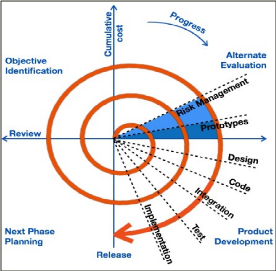 Cumulative
cost
Progress
Objective
Identification
Alternate
Evaluation
Risk Management
Prototypes
Review
Design
Code
Integration
Test
Implementation
Next Phase
Planning
Release
Product
Development